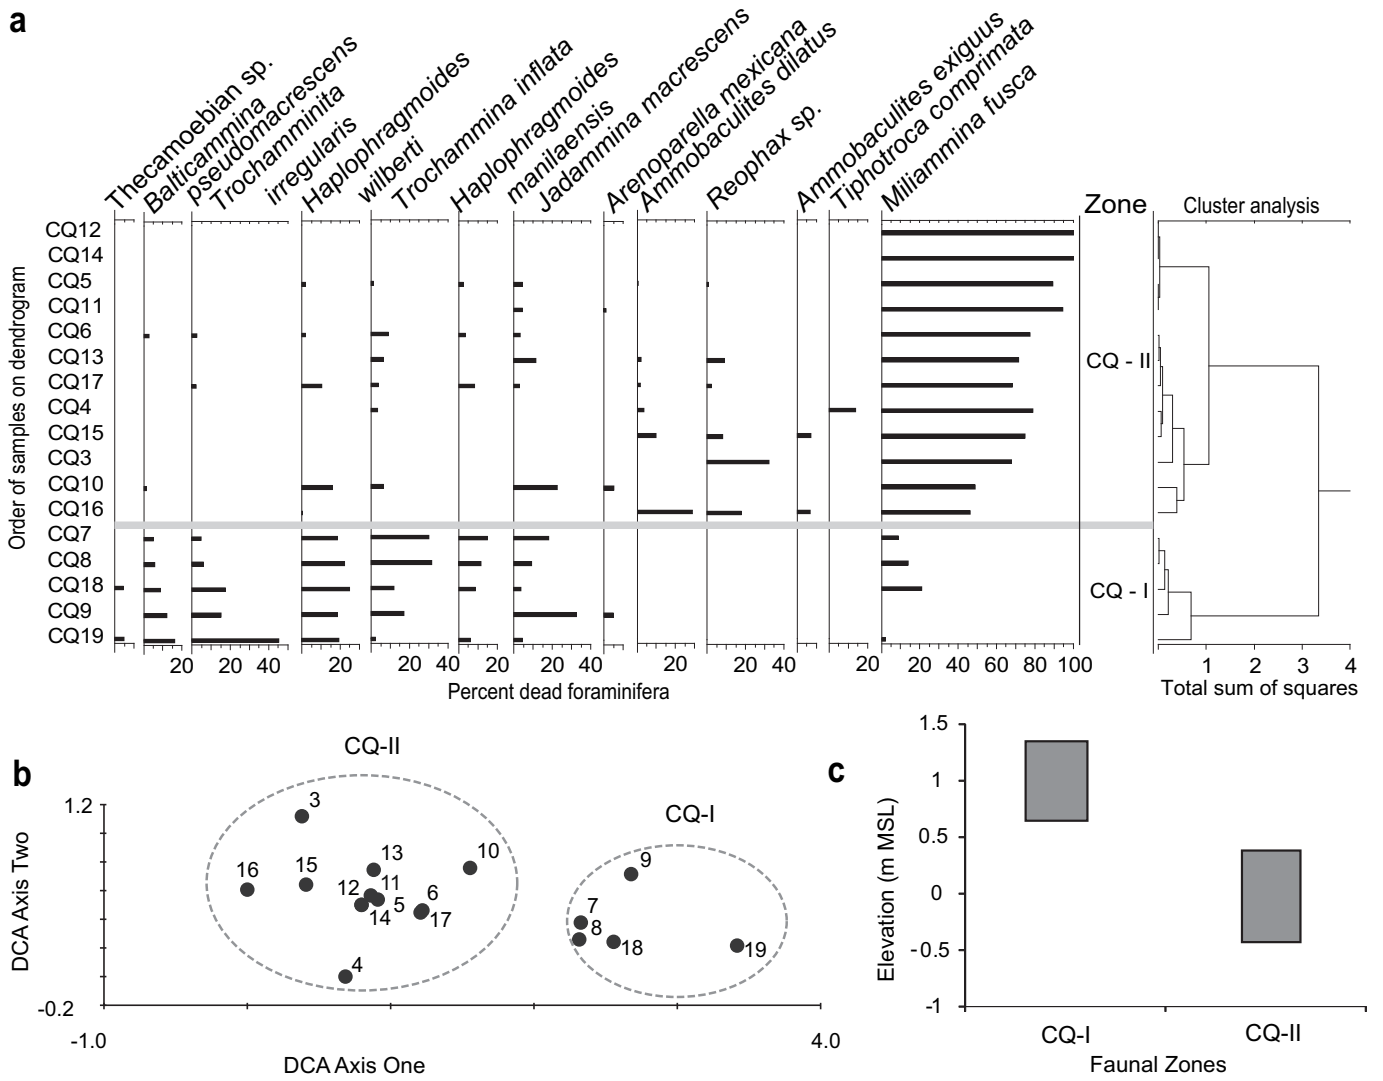 a
Thecamoebian sp.
Balticammina
pseudomacrescens
Trochamminita
irregularis
Haplophragmoides
wilberti
Trochammina inflata
Haplophragmoides
manilaensis
Jadammina macrescens
Arenoparella mexicana
Ammobaculites dilatus
Reophax sp.
Ammobaculites exiguus
Tiphotroca comprimata
Miliammina fusca
Zone
Cluster analysis
Order of samples on dendrogram
CQ12
CQ14
CQ5
CQ11
CQ6
CQ13
CQ17
CQ4
CQ15
CQ3
CQ10
CQ16
CQ7
CQ8
CQ18
CQ9
CQ19
CQ - II
CQ - I
20 20 40 20 20 40 20 20 40 20 20 40 20 20 40 60 80 100
1 2 3 4
Percent dead foraminifera
Total sum of squares
b
CQ-II
CQ-I
1.2
-0.2
DCA Axis Two
3
16
15
13
10
12
11
14
5
6
17
4
9
7
8
18
19
-1.0
4.0
DCA Axis One
c
1.5
1
0.5
0
-0.5
-1
Elevation (m MSL)
CQ-I
CQ-II
Faunal Zones